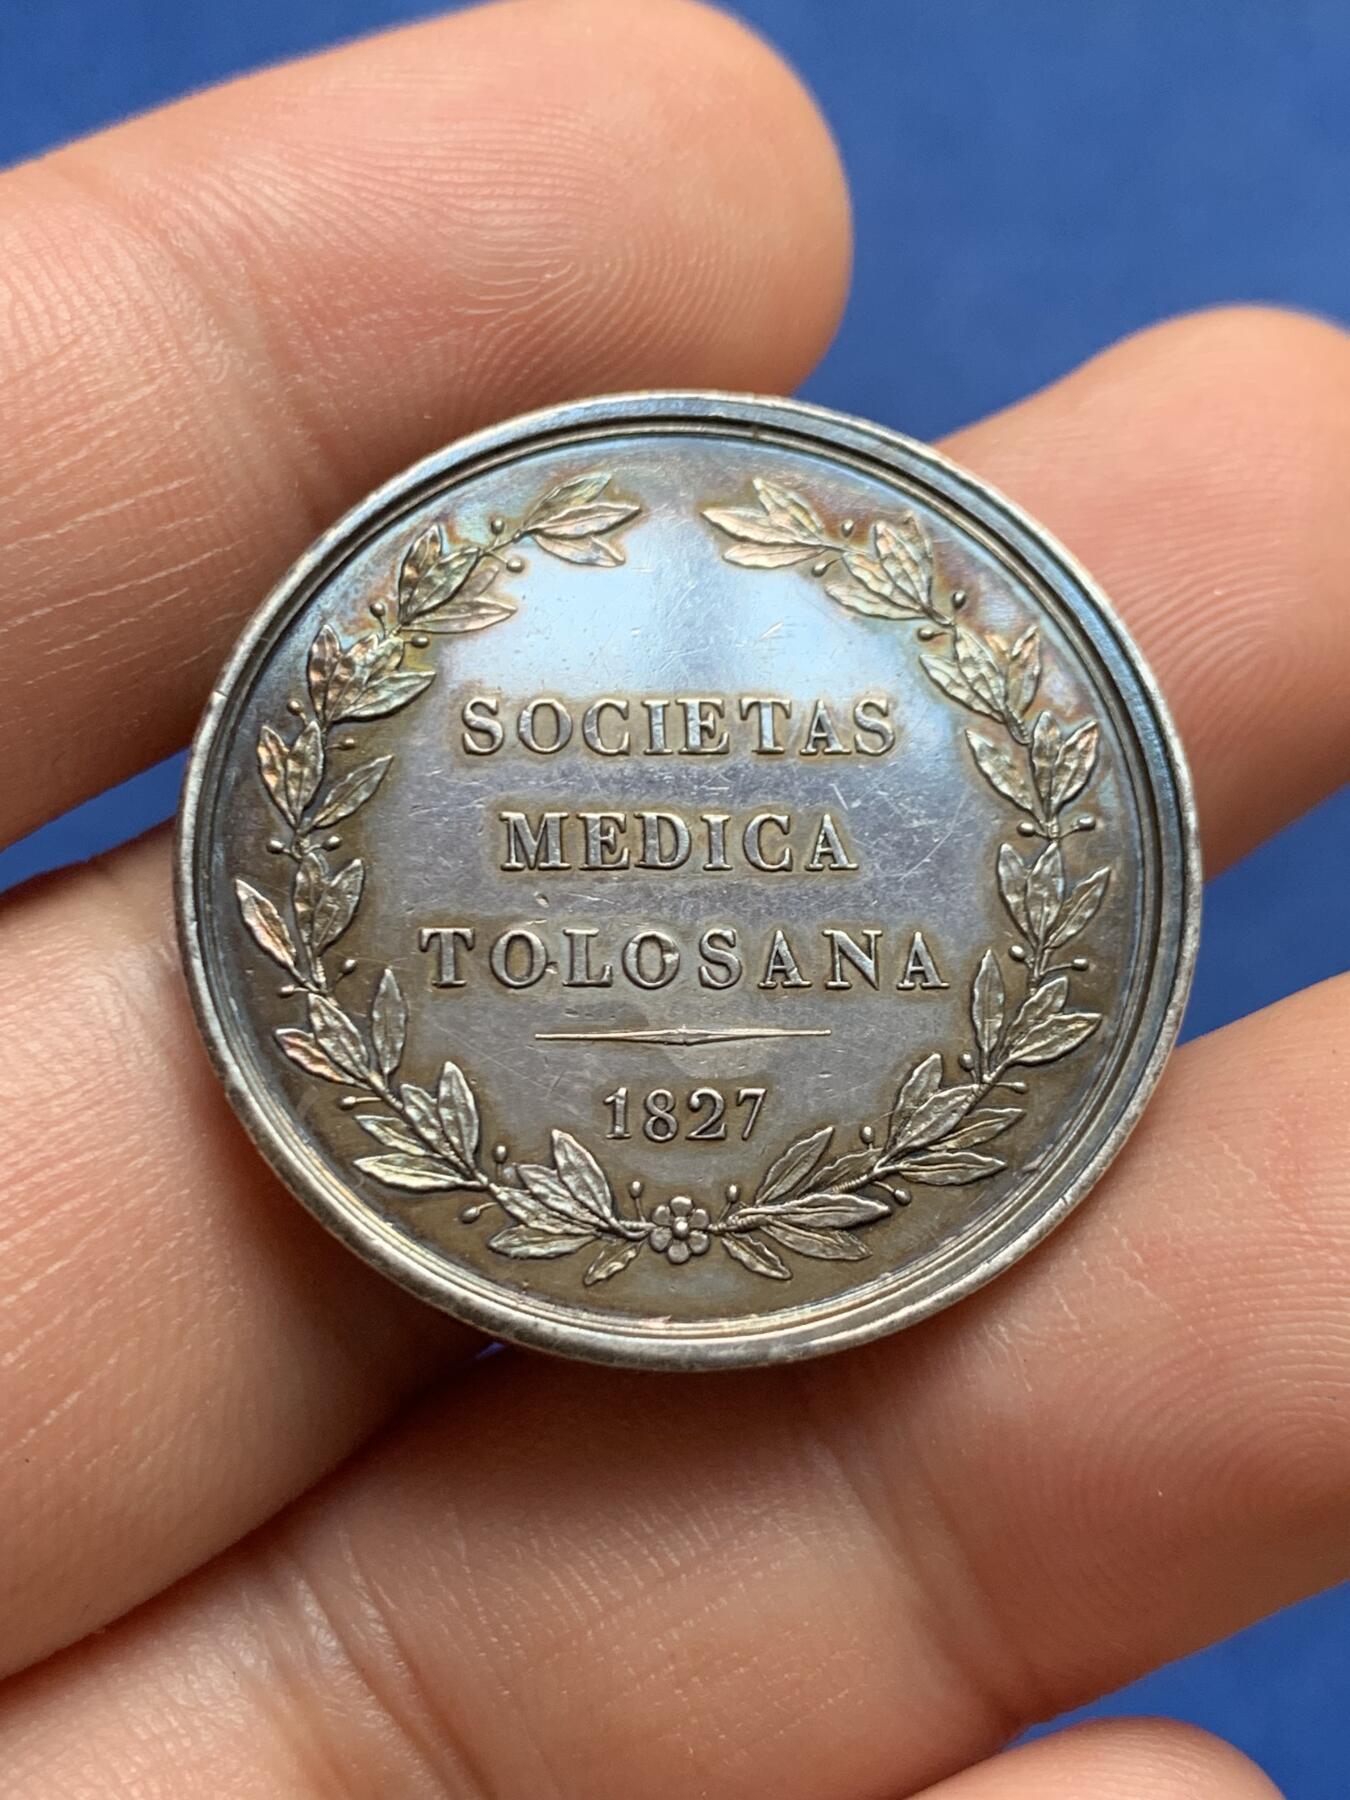 SOCIETAS
MEDICA
TOLOSANA
1827